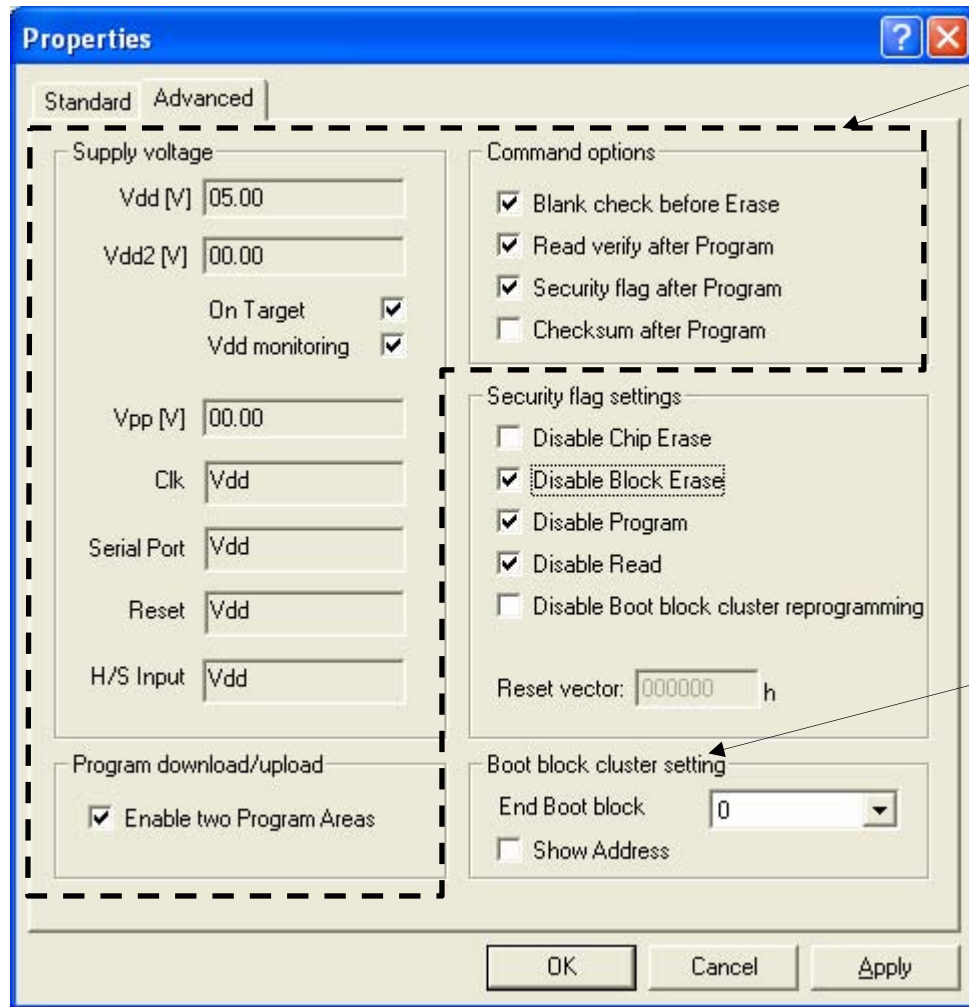 Properties
Standard
Advanced
Supply voltage
Vdd [V] 05.00
Vdd2 [V] 00.00
On Target
Vdd monitoring
Vpp [V] 00.00
Clk Vdd
Serial Port Vdd
Reset Vdd
H/S Input Vdd
Program download/upload
Enable two Program Areas
Command options
Blank check before Erase
Read verify after Program
Security flag after Program
Checksum after Program
Security flag settings
Disable Chip Erase
Disable Block Erase
Disable Program
Disable Read
Disable Boot block cluster reprogramming
Reset vector: 000000 h
Boot block cluster setting
End Boot block 0
Show Address
OK
Cancel
Apply